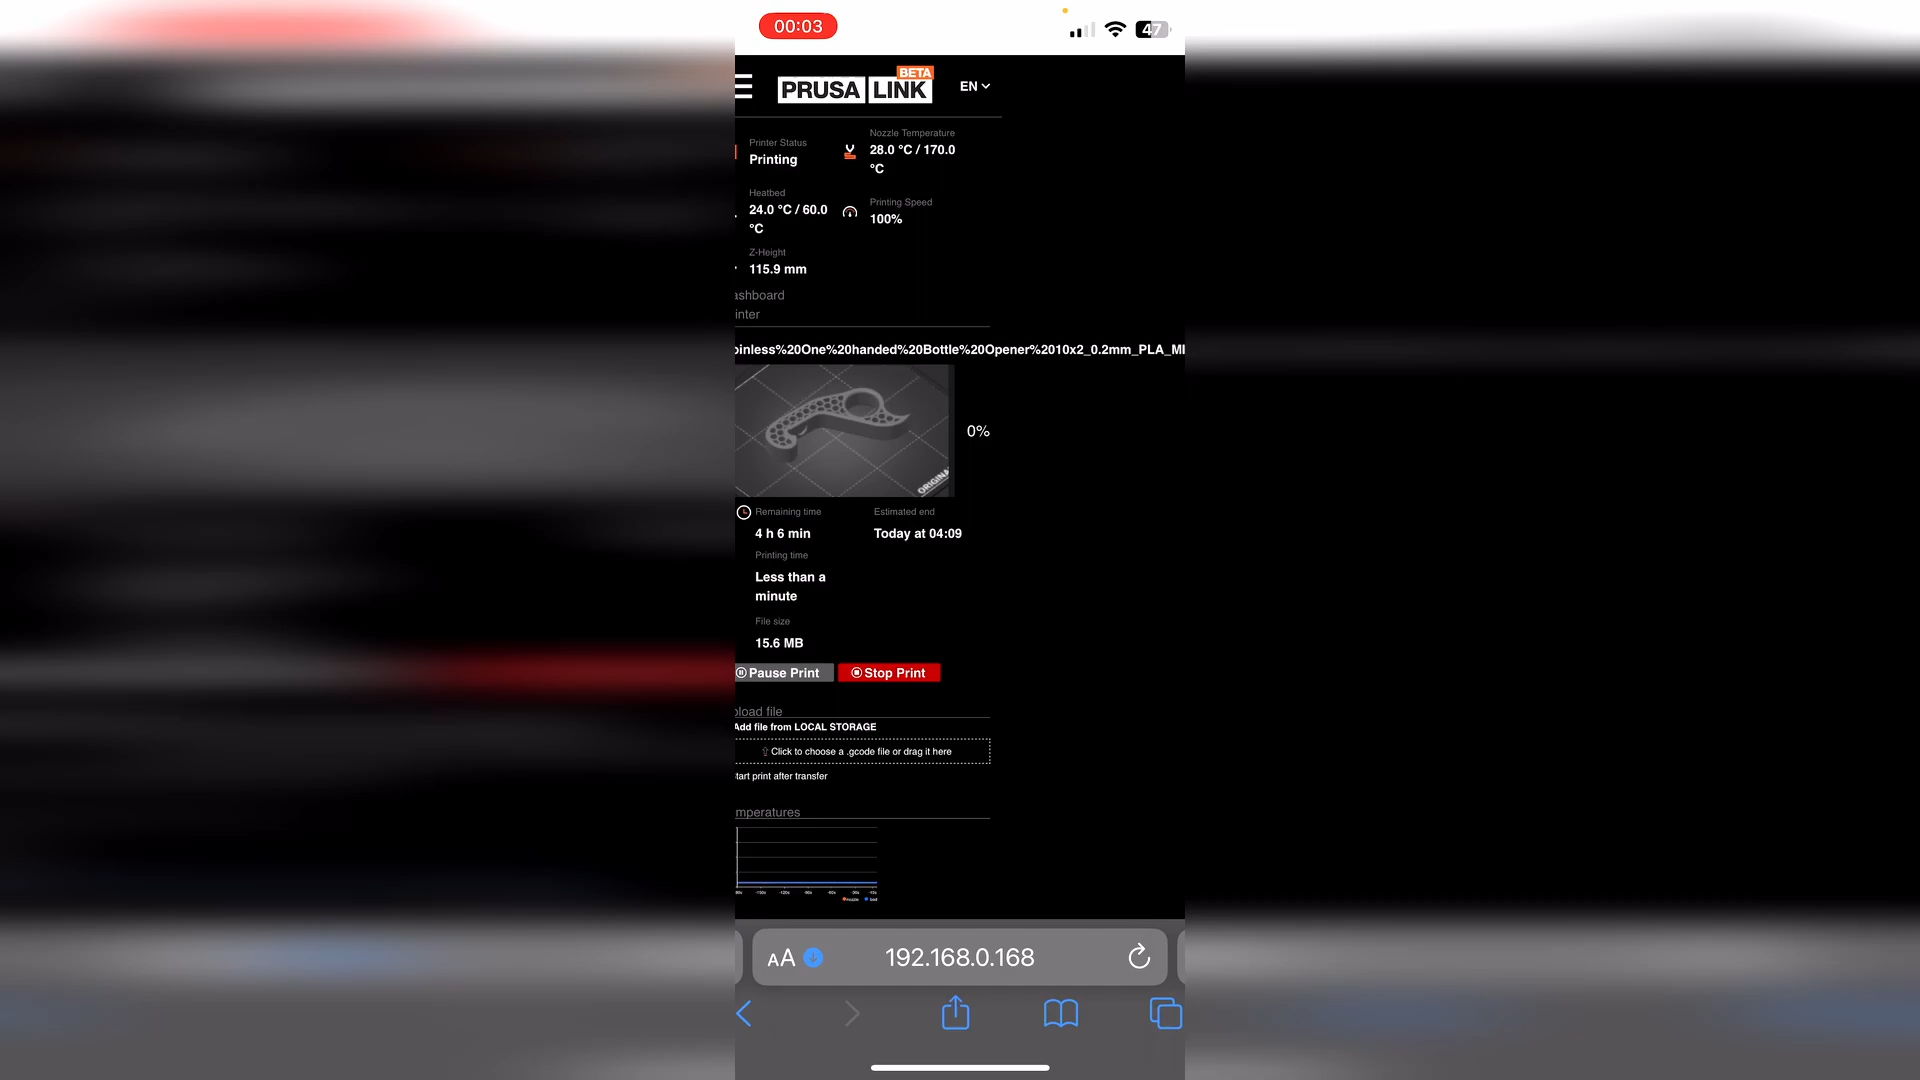 00:03
47
BETA
PRUSA LINK
EN
Printer Status
Printing
Nozzle Temperature
28.0 °C / 170.0
°C
Heatbed
24.0 °C / 60.0
°C
Printing Speed
100%
Z-Height
115.9 mm
ashboard
inter
inless%20One%20handed%20Bottle%20Opener%2010x2_0.2mm_PLA_MI
ORIGINA
0%
Remaining time
4 h 6 min
Estimated end
Today at 04:09
Printing time
Less than a
minute
File size
15.6 MB
Pause Print
Stop Print
pload file
Add file from LOCAL STORAGE
Click to choose a .gcode file or drag it here
tart print after transfer
mperatures
nozzle bed
AA 192.168.0.168